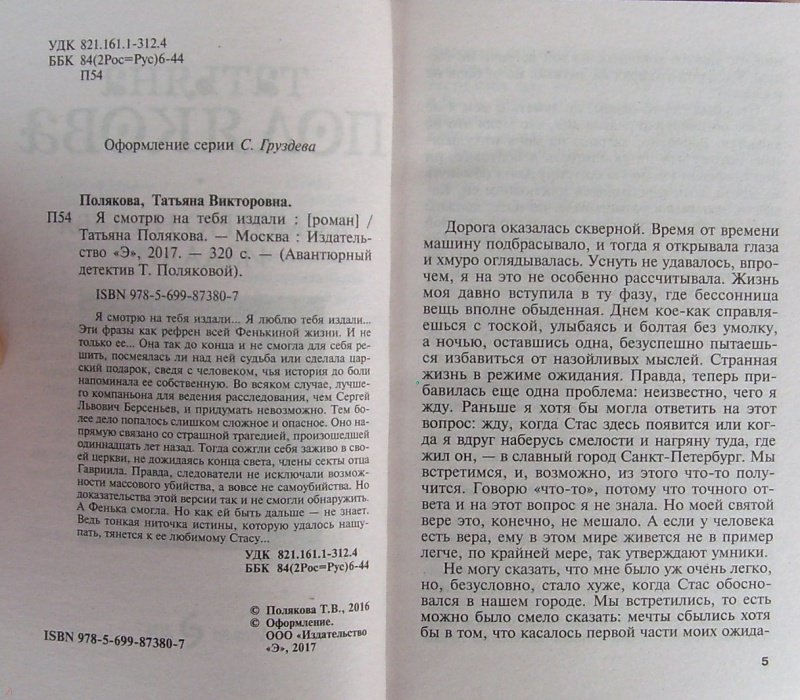 УДК 821.161.1-312.4
ББК 84(2Рос=Рус)6-44
П54
Оформление серии С. Груздева
Полякова, Татьяна Викторовна.
П54 Я смотрю на тебя издали : [роман] /
Татьяна Полякова. — Москва : Издатель-
ство «Э», 2017. — 320 с. — (Авантюрный
детектив Т. Поляковой).
ISBN 978-5-699-87380-7
Я смотрю на тебя издали... Я люблю тебя издали...
Эти фразы как рефрен всей Фенькиной жизни. И не
только ее... Она так до конца и не смогла для себя ре-
шить, посмеялась ли над ней судьба или сделала цар-
ский подарок, сведя с человеком, чья история до боли
напоминала ее собственную. Во всяком случае, лучше-
го компаньона для ведения расследования, чем Сергей
Львович Берсеньев, и придумать невозможно. Тем бо-
лее дело попалось слишком сложное и опасное. Оно на-
прямую связано со страшной трагедией, произошедшей
одиннадцать лет назад. Тогда сожгли себя заживо в сво-
ей церкви, не дожидаясь конца света, члены секты отца
Гавриила. Правда, следователи не исключали возмож-
ности массового убийства, а вовсе не самоубийства. Но
доказательства этой версии так и не смогли обнаружить.
А Фенька смогла. Но как ей быть дальше — не знает.
Ведь тонкая ниточка истины, которую удалось нащу-
пать, тянется к ее любимому Стасу...
УДК 821.161.1-312.4
ББК 84(2Рос=Рус)6-44
© Полякова Т.В., 2016
© Оформление.
ООО «Издательство
«Э», 2017
ISBN 978-5-699-87380-7
Дорога оказалась скверной. Время от времени
машину подбрасывало, и тогда я открывала глаза
и хмуро оглядывалась. Уснуть не удавалось, впро-
чем, я на это не особенно рассчитывала. Жизнь
моя давно вступила в ту фазу, где бессонница
вещь вполне обыденная. Днем кое-как справля-
ешься с тоской, улыбаясь и болтая без умолку,
а ночью, оставшись одна, безуспешно пытаешь-
ся избавиться от назойливых мыслей. Странная
жизнь в режиме ожидания. Правда, теперь при-
бавилась еще одна проблема: неизвестно, чего я
жду. Раньше я хотя бы могла ответить на этот
вопрос: жду, когда Стас здесь появится или ког-
да я вдруг наберусь смелости и нагряну туда, где
жил он, — в славный город Санкт-Петербург. Мы
встретимся, и, возможно, из этого что-то полу-
чится. Говорю «что-то», потому что точного от-
вета и на этот вопрос я не знала. Но моей святой
вере это, конечно, не мешало. А если у человека
есть вера, ему в этом мире живется не в пример
легче, по крайней мере, так утверждают умники.
Не могу сказать, что мне было уж очень легко,
но, безусловно, стало хуже, когда Стас обосно-
вался в нашем городе. Мы встретились, то есть
можно было смело сказать: мечты сбылись хотя
бы в том, что касалось первой части моих ожида-
5